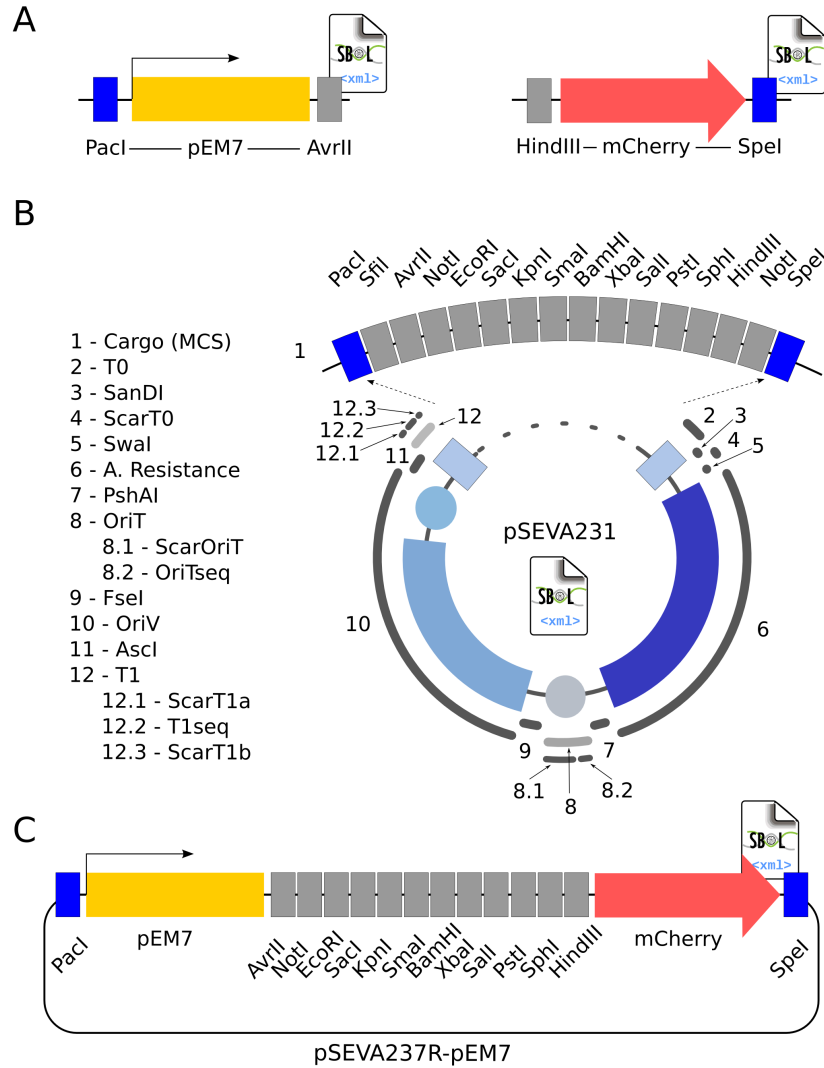 A
SBOL
<xml>
SBOL
<xml>
PacI pEM7 AvrII
HindIII mCherry SpeI
B
PacI
SfiI
AvrII
NotI
EcoRI
SacI
KpnI
SmaI
BamHI
XbaI
SalI
PstI
SphI
HindIII
NotI
SpeI
1
1 - Cargo (MCS)
2 - T0
3 - SanDI
4 - ScarT0
5 - SwaI
6 - A. Resistance
7 - PshAI
8 - OriT
8.1 - ScarOriT
8.2 - OriTseq
9 - FseI
10 - OriV
11 - AscI
12 - T1
12.1 - ScarT1a
12.2 - T1seq
12.3 - ScarT1b
12.3
12.2
12.1
12
11
2
3
4
5
pSEVA231
SBOL
<xml>
10
6
9
7
8.1
8
8.2
C
SBOL
<xml>
PacI
pEM7
AvrII
NotI
EcoRI
SacI
KpnI
SmaI
BamHI
XbaI
SalI
PstI
SphI
HindIII
mCherry
SpeI
pSEVA237R-pEM7